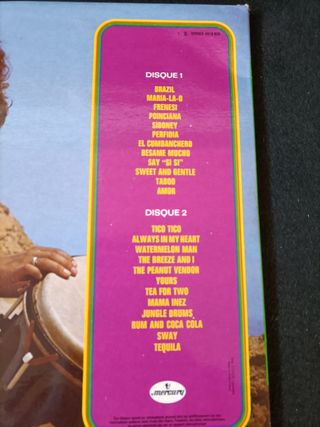 DISQUE 1
BRAZIL
MARIA-LA-O
FRENESI
POINCIANA
SIBONEY
PERFIDIA
EL CUMBANCHERO
BESAME MUCHO
SAY "SI SI"
SWEET AND GENTLE
TABOO
AMOR
DISQUE 2
TICO TICO
ALWAYS IN MY HEART
WATERMELON MAN
THE BREEZE AND I
THE PEANUT VENDOR
YOURS
TEA FOR TWO
MAMA INEZ
JUNGLE DRUMS
RUM AND COCA COLA
SWAY
TEQUILA
mercury